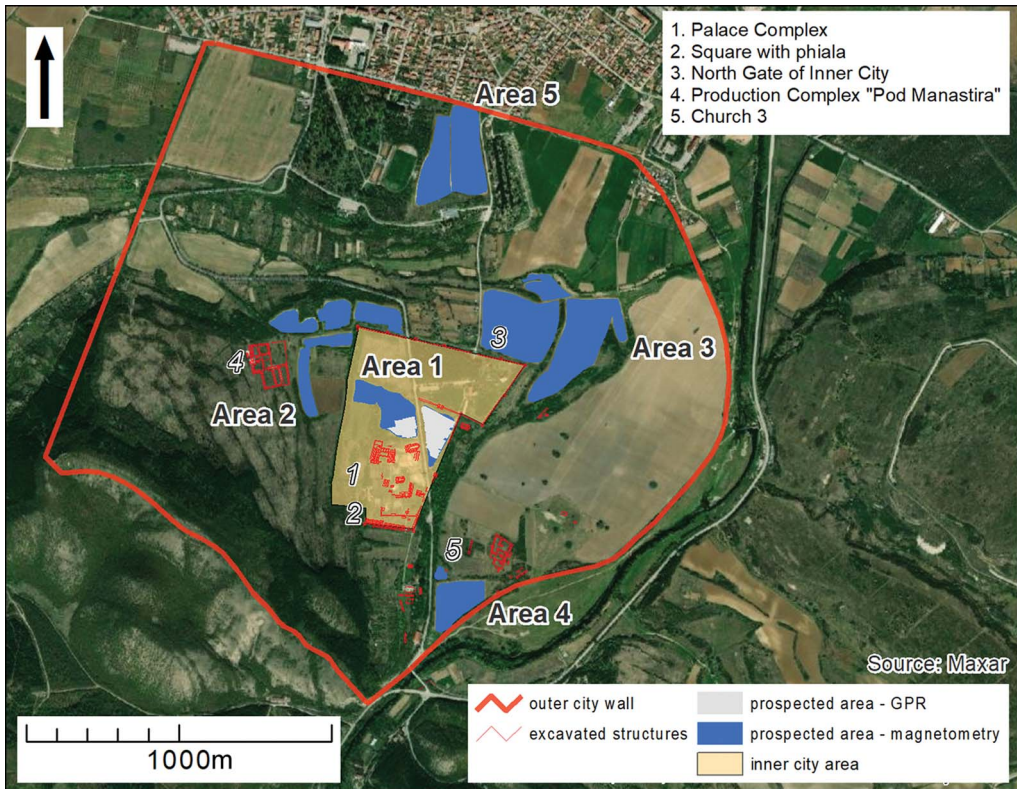 1. Palace Complex
2. Square with phiala
3. North Gate of Inner City
4. Production Complex "Pod Manastira"
5. Church 3
Area 5
3
Area 3
Area 1
4
Area 2
1
2
5
Area 4
Source: Maxar
outer city wall
excavated structures
prospected area - GPR
prospected area - magnetometry
inner city area
1000m